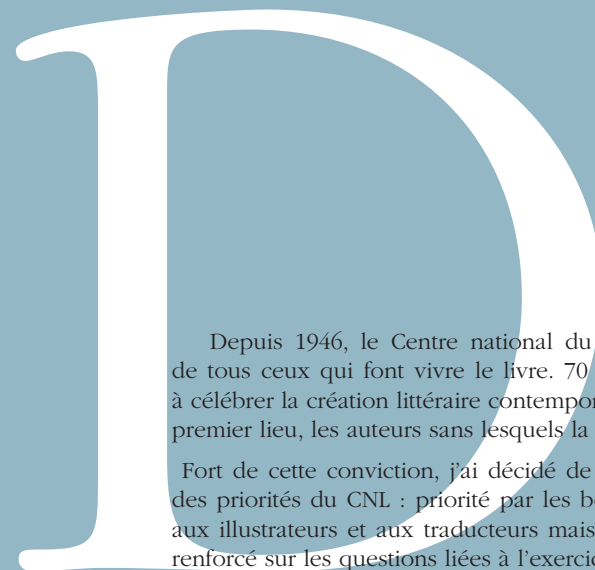 D
Depuis 1946, le Centre national du
de tous ceux qui font vivre le livre. 70
à célébrer la création littéraire
premier lieu, les auteurs sans lesquels la
Fort de cette conviction, j'ai décidé de
des priorités du CNL : priorité par les
aux illustrateurs et aux traducteurs mais
renforcé sur les questions liées à